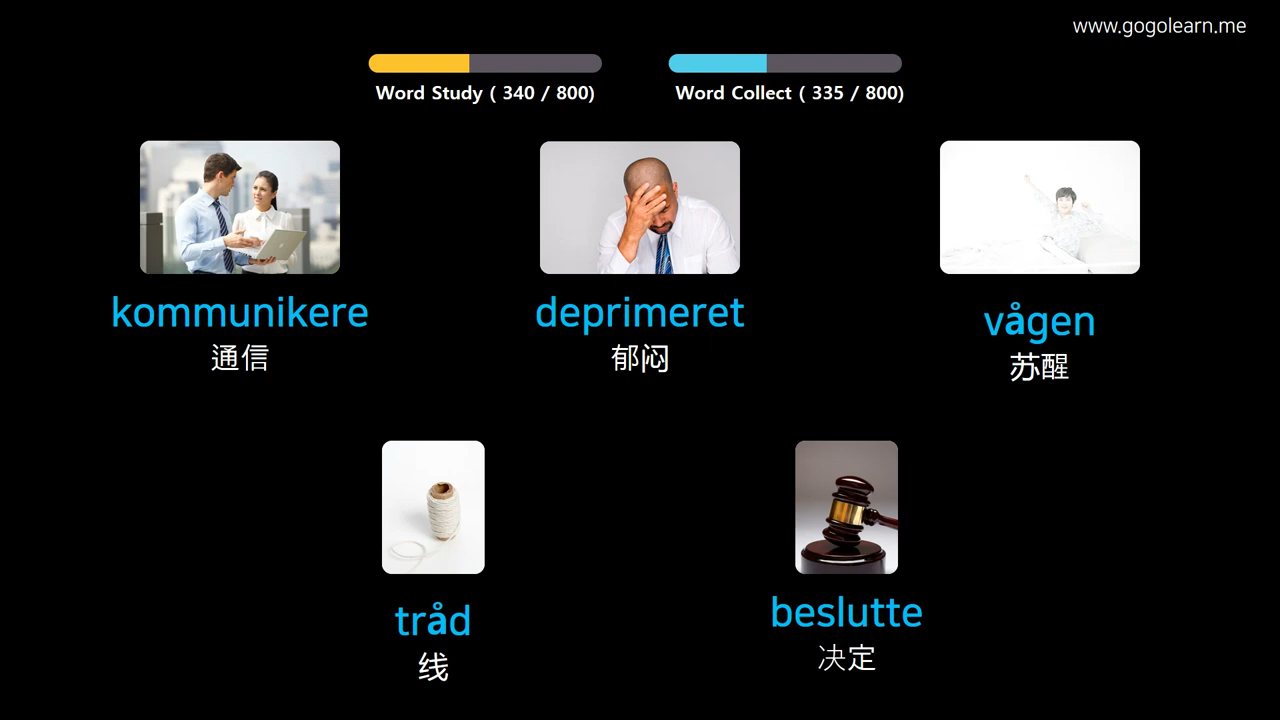 www.gogolearn.me
Word Study ( 340 / 800)
Word Collect ( 335 / 800)
kommunikere
通信
deprimeret
郁闷
vågen
苏醒
tråd
线
beslutte
决定